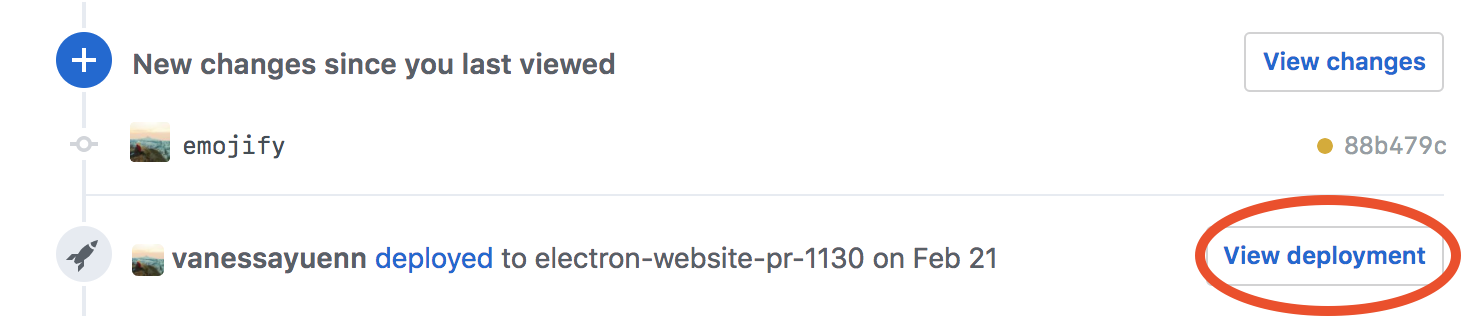 New changes since you last viewed
View changes
emojify
88b479c
vanessayuenn deployed to electron-website-pr-1130 on Feb 21
View deployment